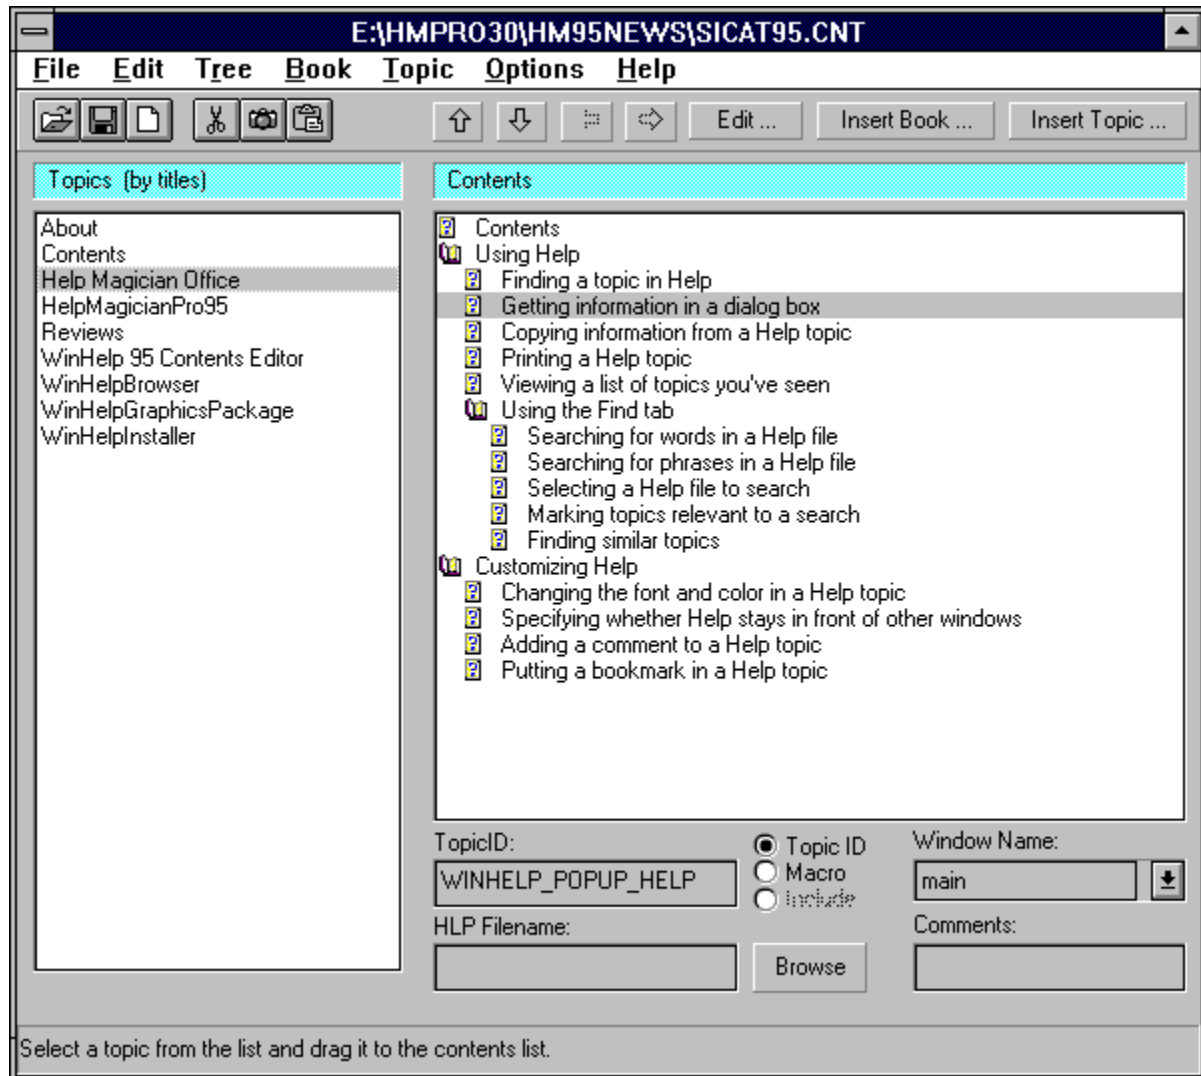 E:\HMPRO30\HM95NEWS\SICAT95.CNT
File Edit Tree Book Topic Options Help
Edit ... Insert Book ... Insert Topic ...
Topics (by titles)
About
Contents
Help Magician Office
HelpMagicianPro95
Reviews
WinHelp 95 Contents Editor
WinHelpBrowser
WinHelpGraphicsPackage
WinHelpInstaller
Contents
Contents
Using Help
Finding a topic in Help
Getting information in a dialog box
Copying information from a Help topic
Printing a Help topic
Viewing a list of topics you've seen
Using the Find tab
Searching for words in a Help file
Searching for phrases in a Help file
Selecting a Help file to search
Marking topics relevant to a search
Finding similar topics
Customizing Help
Changing the font and color in a Help topic
Specifying whether Help stays in front of other windows
Adding a comment to a Help topic
Putting a bookmark in a Help topic
TopicID:
WINHELP_POPUP_HELP
Topic ID
Macro
Include
Window Name:
main
HLP Filename:
Browse
Comments:
Select a topic from the list and drag it to the contents list.